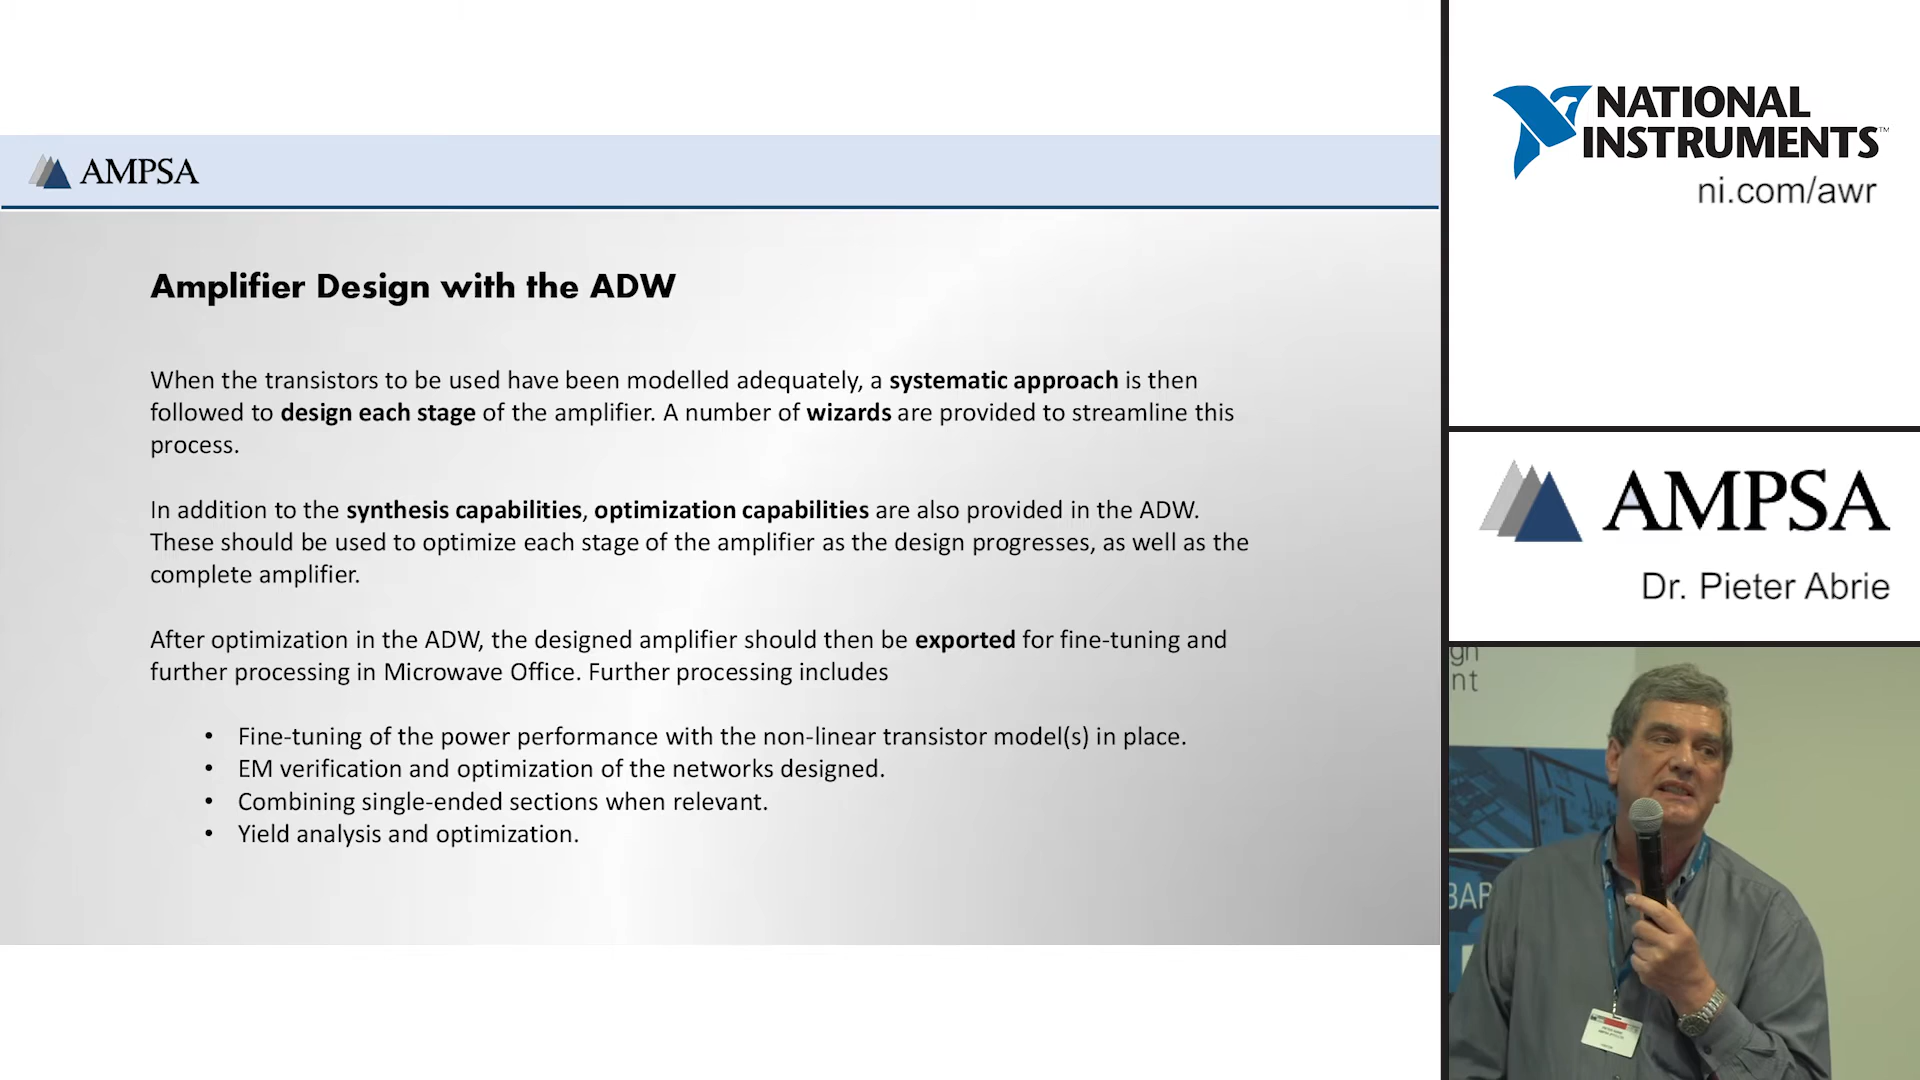 AMPSA
Amplifier Design with the ADW
When the transistors to be used have been modelled adequately, a systematic approach is then
followed to design each stage of the amplifier. A number of wizards are provided to streamline this
process.
In addition to the synthesis capabilities, optimization capabilities are also provided in the ADW.
These should be used to optimize each stage of the amplifier as the design progresses, as well as the
complete amplifier.
After optimization in the ADW, the designed amplifier should then be exported for fine-tuning and
further processing in Microwave Office. Further processing includes
• Fine-tuning of the power performance with the non-linear transistor model(s) in place.
• EM verification and optimization of the networks designed.
• Combining single-ended sections when relevant.
• Yield analysis and optimization.
NATIONAL
INSTRUMENTS™
ni.com/awr
AMPSA
Dr. Pieter Abrie
gn
nt
BAR